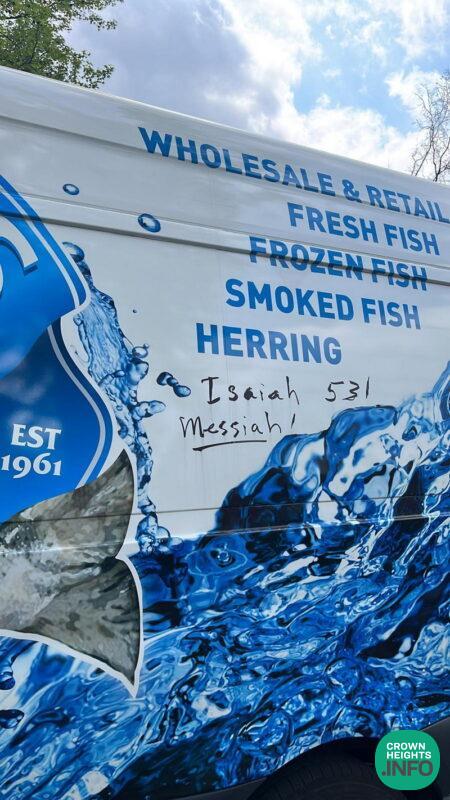 WHOLESALE & RETAIL
FRESH FISH
FROZEN FISH
SMOKED FISH
HERRING
Isaiah 531
Messiah!
EST
1961
CROWN
HEIGHTS
.INFO